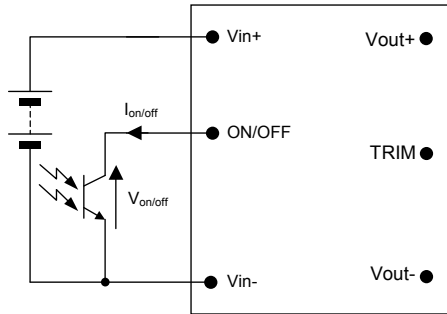 Vin+
Vout+
Ion/off
ON/OFF
TRIM
Von/off
Vin-
Vout-